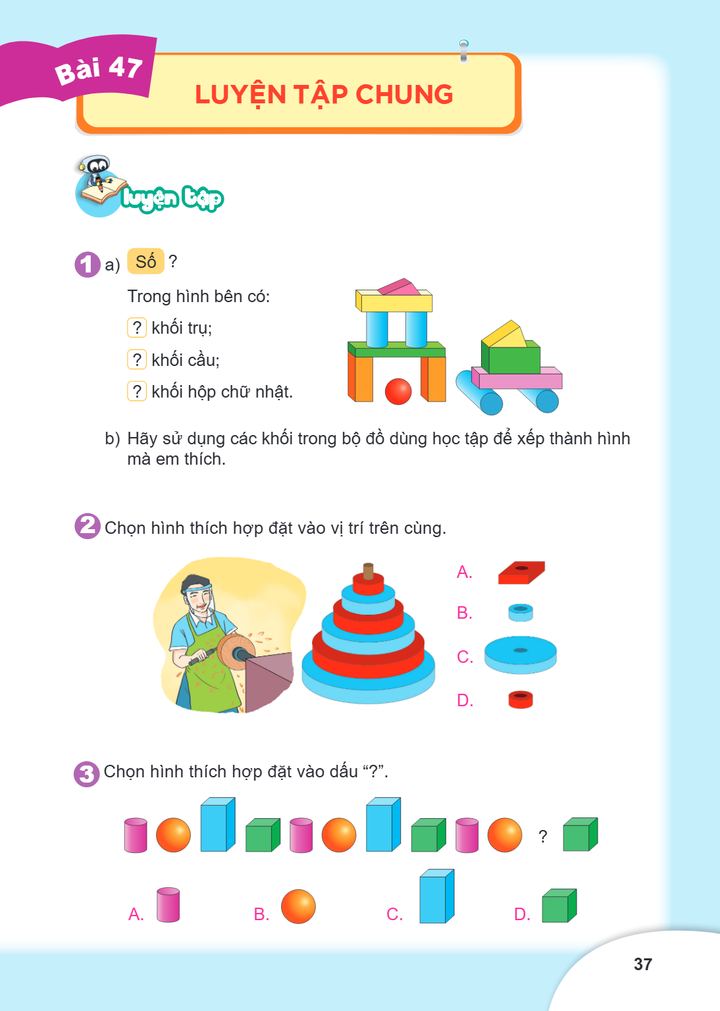 Bài 47
LUYỆN TẬP CHUNG
luyện tập
1 a) Số ?
Trong hình bên có:
? khối trụ;
? khối cầu;
? khối hộp chữ nhật.
b) Hãy sử dụng các khối trong bộ đồ dùng học tập để xếp thành hình
mà em thích.
2 Chọn hình thích hợp đặt vào vị trí trên cùng.
A.
B.
C.
D.
3 Chọn hình thích hợp đặt vào dấu “?”.
?
A. B. C. D.
37